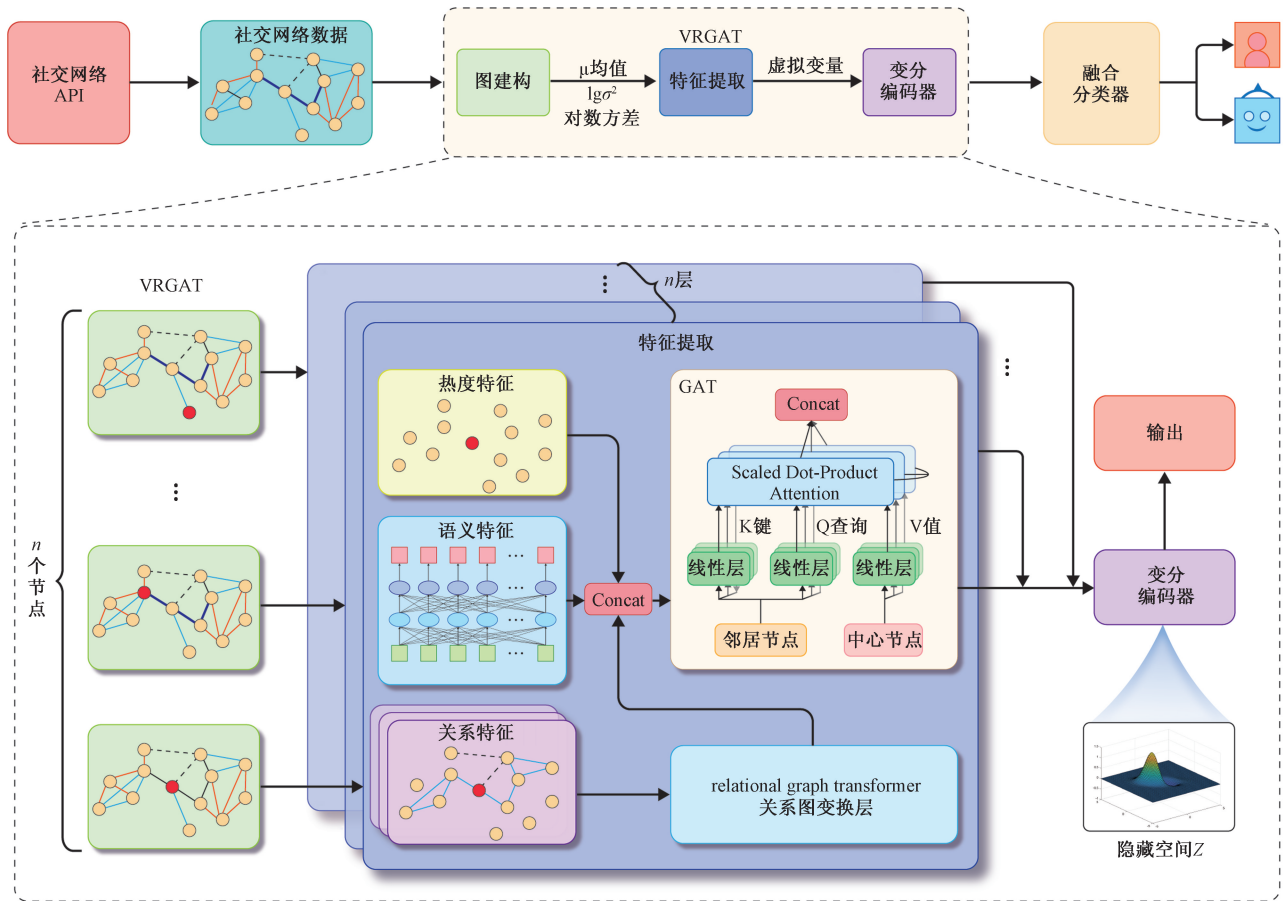 社交网络
API
社交网络数据
图建构
μ均值
lgσ²
对数方差
VRGAT
特征提取
虚拟变量
变分
编码器
融合
分类器
VRGAT
n个节点
n层
特征提取
热度特征
语义特征
关系特征
Concat
GAT
Concat
Scaled Dot-Product
Attention
K键
Q查询
V值
线性层
线性层
线性层
邻居节点
中心节点
relational graph transformer
关系图变换层
输出
变分
编码器
隐藏空间Z